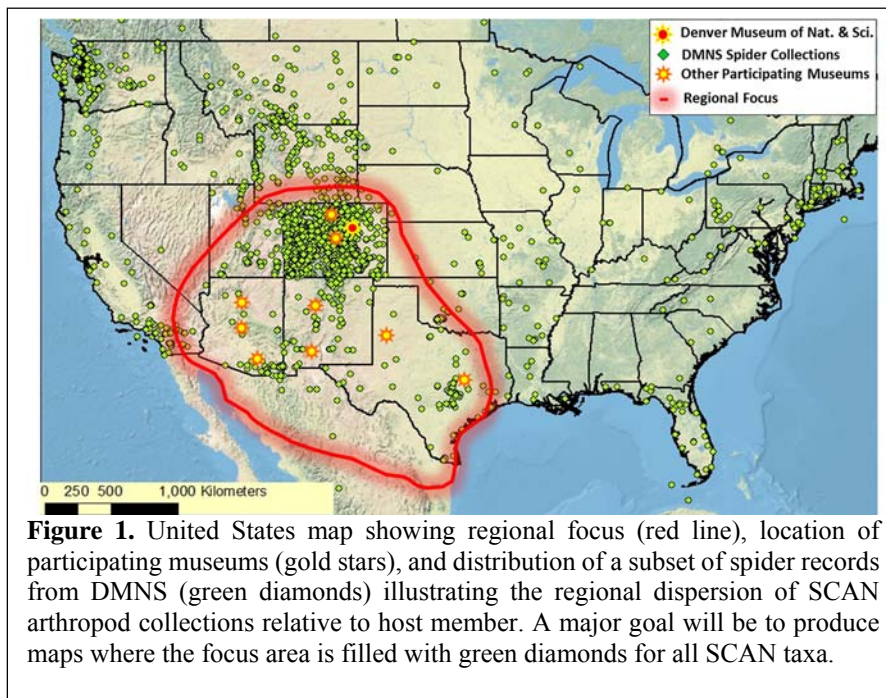 Denver Museum of Nat. & Sci.
DMNS Spider Collections
Other Participating Museums
Regional Focus
0 250 500 1,000 Kilometers
Figure 1. United States map showing regional focus (red line), location of
participating museums (gold stars), and distribution of a subset of spider records
from DMNS (green diamonds) illustrating the regional dispersion of SCAN
arthropod collections relative to host member. A major goal will be to produce
maps where the focus area is filled with green diamonds for all SCAN taxa.